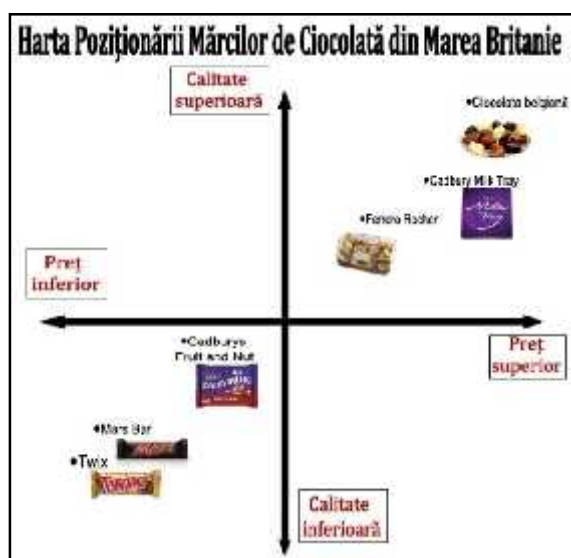 Harta Poziționării Mărcilor de Ciocolată din Marea Britanie
Calitate
superioară
•Ciocolata belgiană
•Cadbury Milk Tray
•Ferrero Rocher
Preț
inferior
Preț
superior
•Cadburys
Fruit and Nut
•Mars Bar
•Twix
Calitate
inferioară